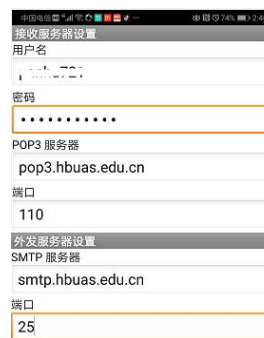 中国电信 74% 2:4
接收服务器设置
用户名
密码
•••••••••••
POP3 服务器
pop3.hbuas.edu.cn
端口
110
外发服务器设置
SMTP 服务器
smtp.hbuas.edu.cn
端口
25